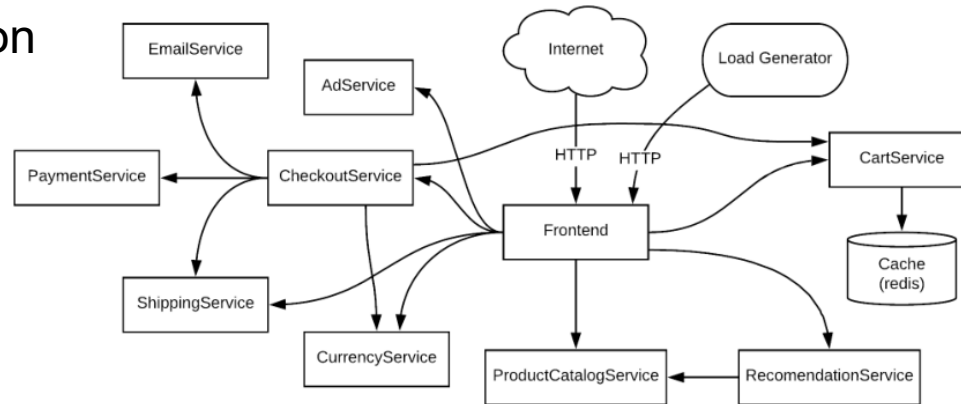 on
EmailService
Internet
Load Generator
AdService
HTTP
HTTP
CartService
PaymentService
CheckoutService
Frontend
Cache
(redis)
ShippingService
CurrencyService
ProductCatalogService
RecomendationService